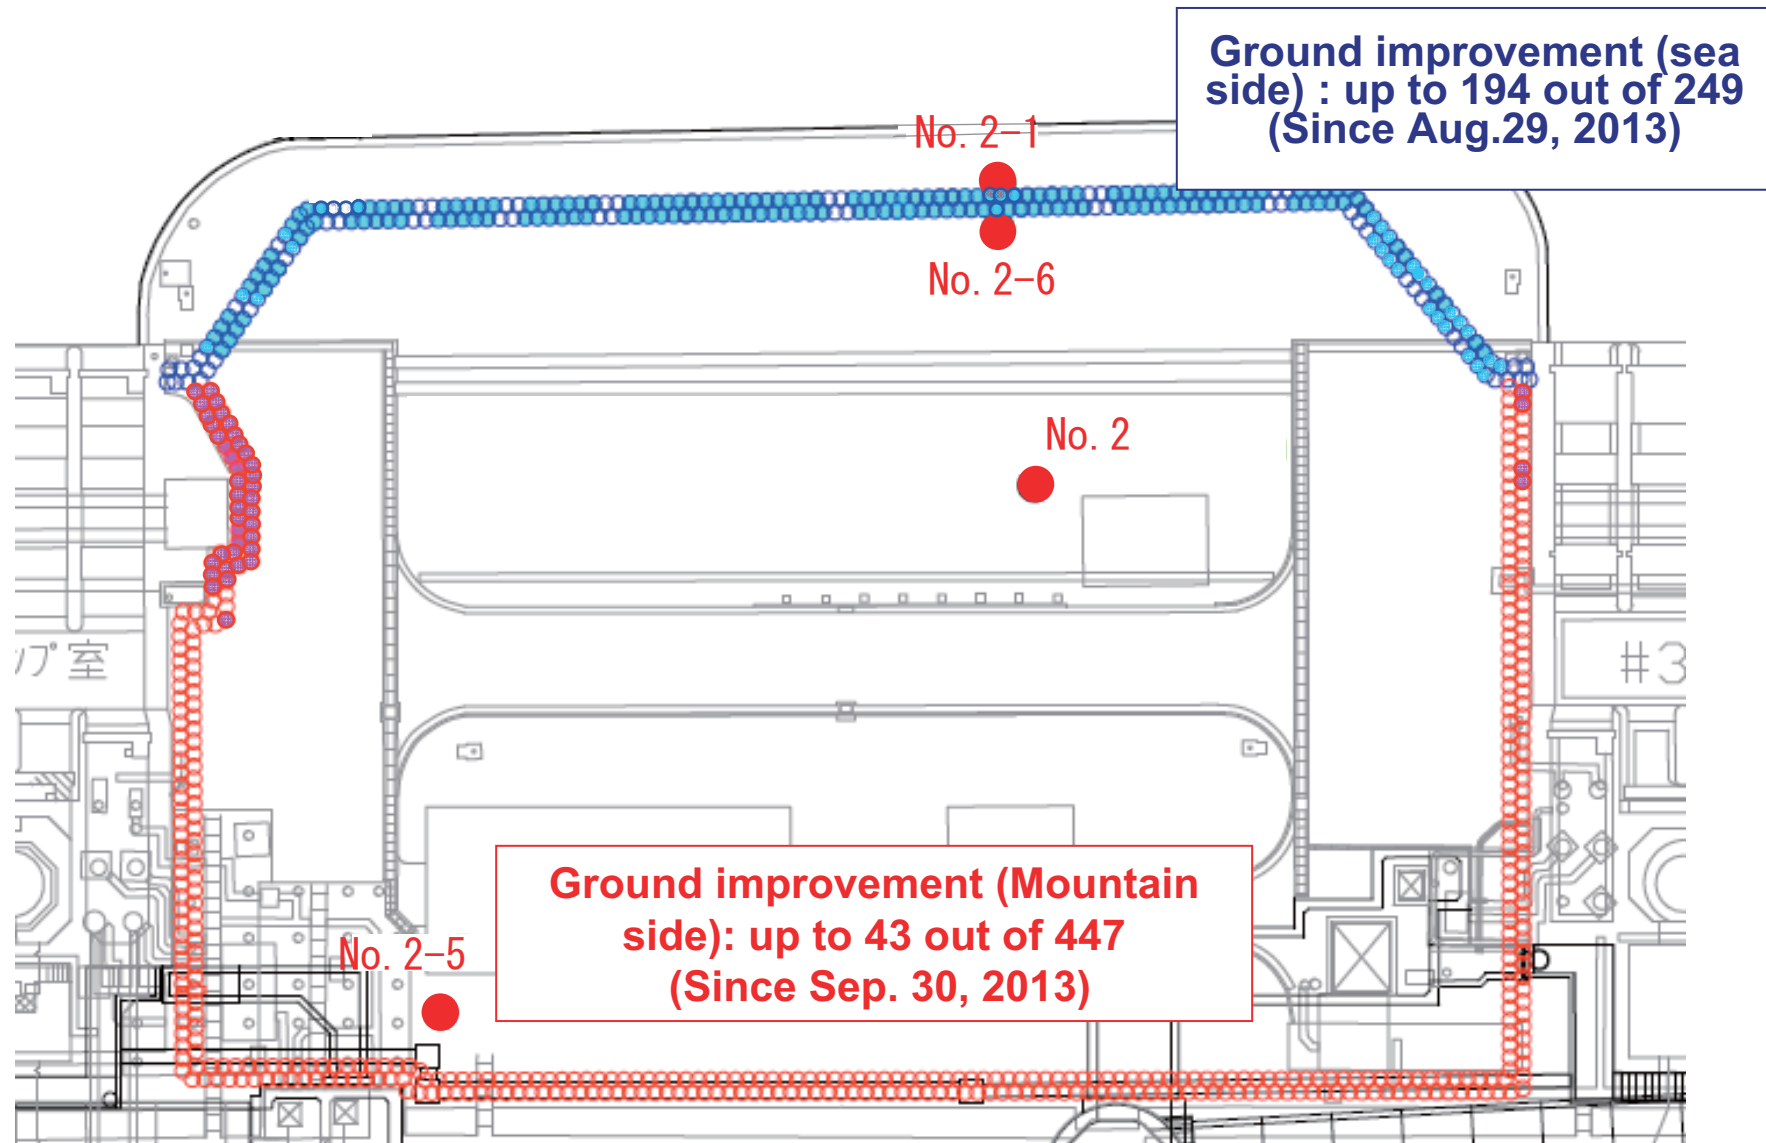 Ground improvement (sea
side) : up to 194 out of 249
(Since Aug.29, 2013)
No. 2-1
No. 2-6
No. 2
プ室
#3
Ground improvement (Mountain
side): up to 43 out of 447
(Since Sep. 30, 2013)
No. 2-5